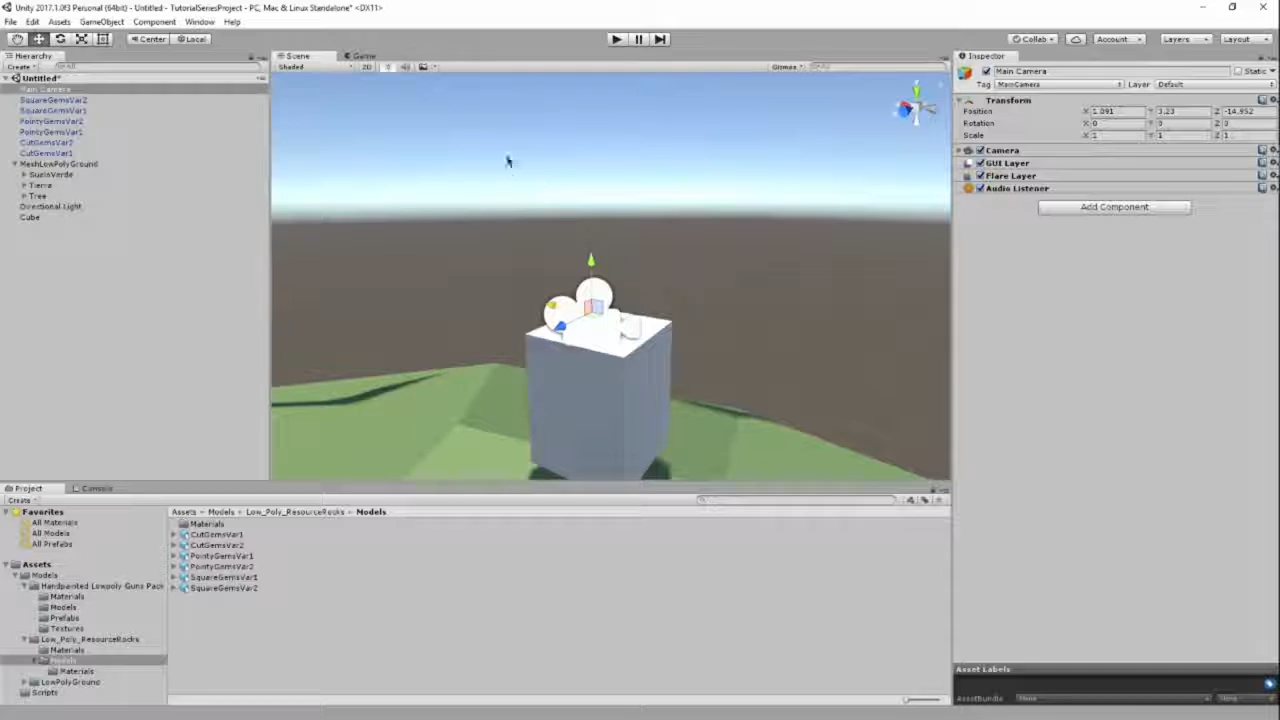 Unity 2017.1.0f3 Personal (64bit) - Untitled - TutorialSeriesProject - PC, Mac & Linux Standalone* <DX11>
File Edit Assets GameObject Component Window Help
Center Local Collab Account Layers Layout
Hierarchy Scene Game Inspector
Create All Shaded 2D Gizmos All Main Camera Static
Untitled*
Tag MainCamera Layer Default
Main Camera
SquareGemsVar2 Transform
SquareGemsVar1 Position X 1.091 Y 3.23 Z -14.952
PointyGemsVar2 Rotation X 0 Y 0 Z 0
PointyGemsVar1 Scale X 1 Y 1 Z 1
CutGemsVar2
CutGemsVar1 Camera
MeshLowPolyGround GUI Layer
SueloVerde Flare Layer
Tierra Audio Listener
Tree
Directional Light Add Component
Cube
Project Console
Create
Favorites Assets Models Low_Poly_ResourceRocks Models
All Materials Materials
All Models CutGemsVar1
All Prefabs CutGemsVar2
PointyGemsVar1
Assets PointyGemsVar2
Models SquareGemsVar1
Handpainted Lowpoly Guns Pack SquareGemsVar2
Materials
Models
Prefabs
Textures
Low_Poly_ResourceRocks
Materials
Models
Materials
LowPolyGround
Scripts
Asset Labels
AssetBundle None None